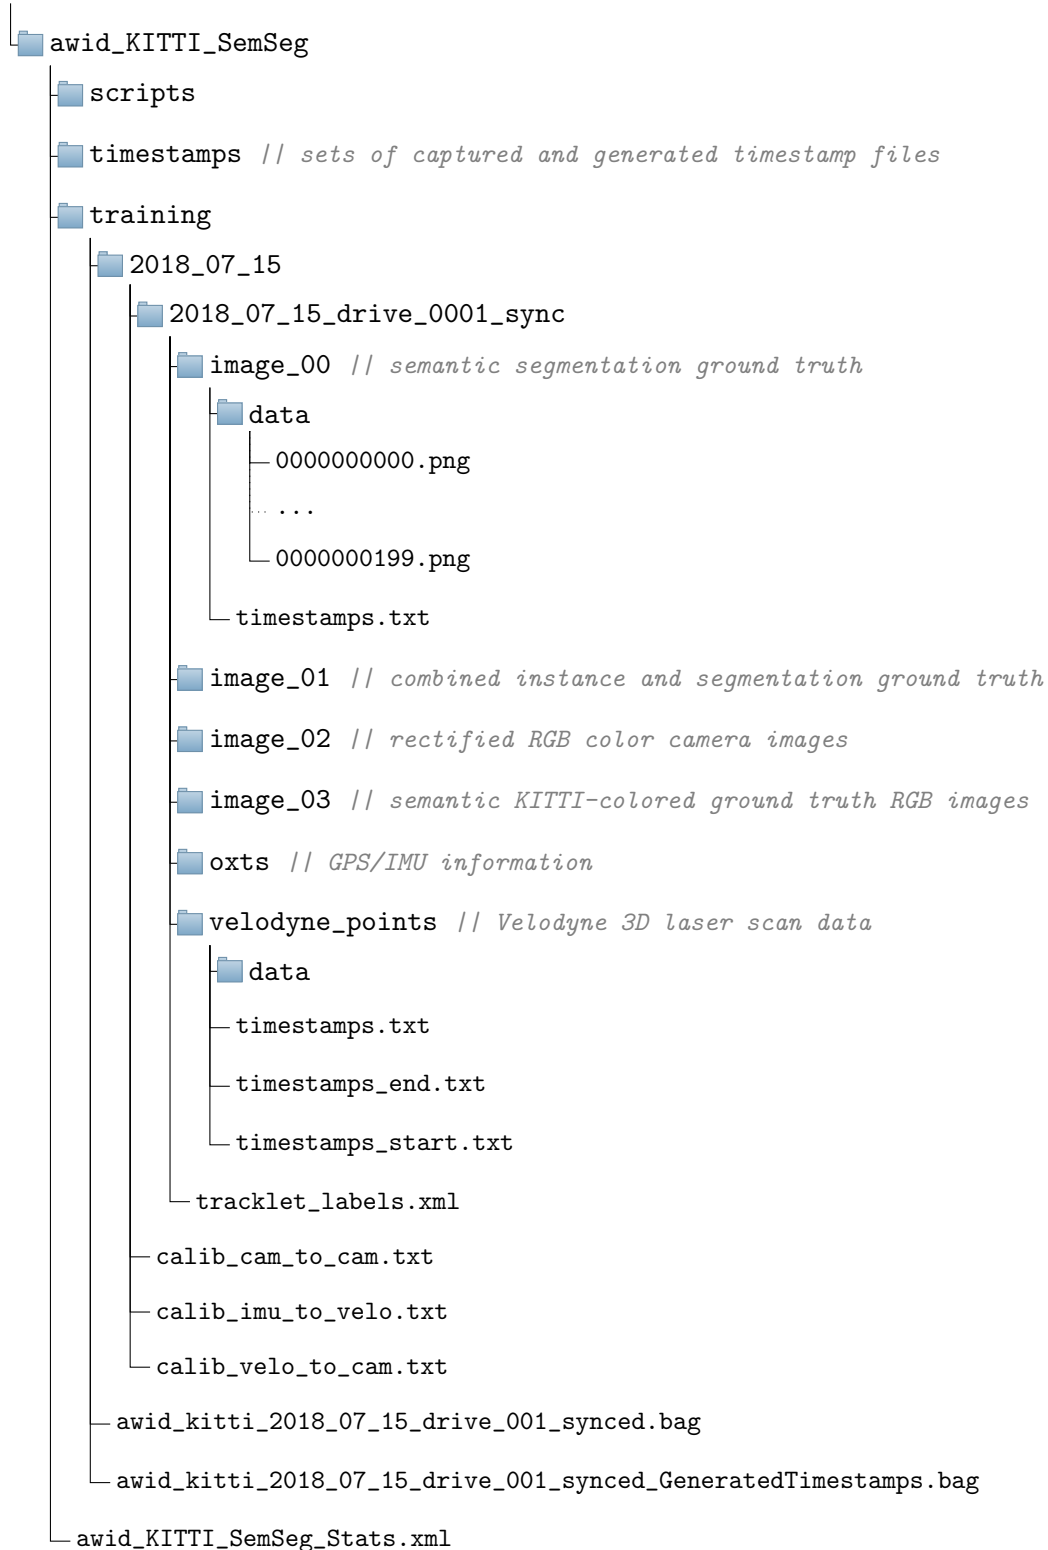 awid_KITTI_SemSeg
scripts
timestamps // sets of captured and generated timestamp files
training
2018_07_15
2018_07_15_drive_0001_sync
image_00 // semantic segmentation ground truth
data
0000000000.png
...
0000000199.png
timestamps.txt
image_01 // combined instance and segmentation ground truth
image_02 // rectified RGB color camera images
image_03 // semantic KITTI-colored ground truth RGB images
oxts // GPS/IMU information
velodyne_points // Velodyne 3D laser scan data
data
timestamps.txt
timestamps_end.txt
timestamps_start.txt
tracklet_labels.xml
calib_cam_to_cam.txt
calib_imu_to_velo.txt
calib_velo_to_cam.txt
awid_kitti_2018_07_15_drive_001_synced.bag
awid_kitti_2018_07_15_drive_001_synced_GeneratedTimestamps.bag
awid_KITTI_SemSeg_Stats.xml